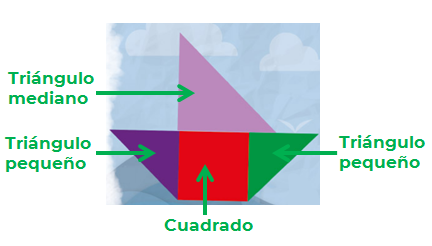 Triángulo
mediano
Triángulo
pequeño
Triángulo
pequeño
Cuadrado